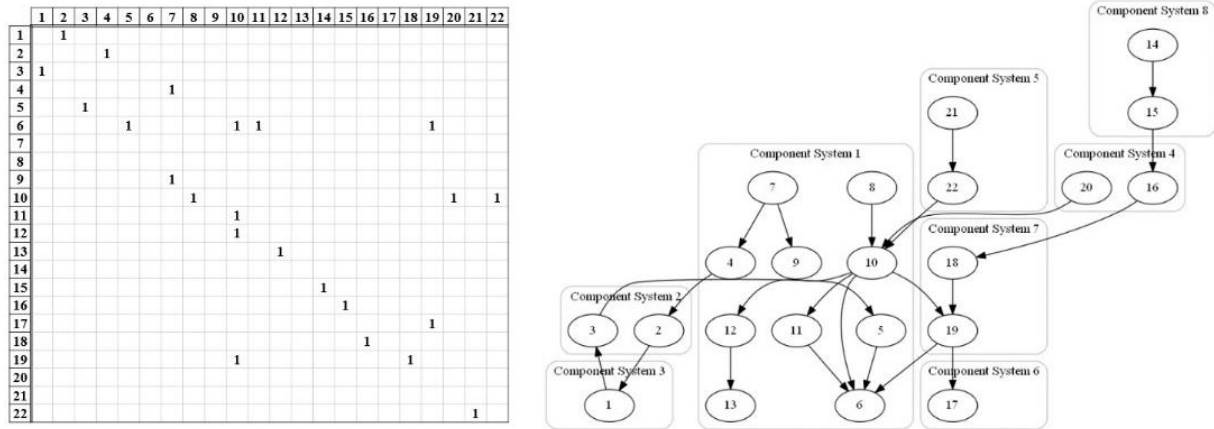 1 2 3 4 5 6 7 8 9 10 11 12 13 14 15 16 17 18 19 20 21 22
1 1
2 1
3 1
4 1
5 1
6 1 1 1 1
7
8
9 1
10 1 1 1
11 1
12 1
13 1
14
15 1
16 1
17 1
18 1
19 1 1
20
21
22 1
Component System 8
14
15
Component System 5
21
22
Component System 4
20 16
Component System 1
7 8
4 9 10
12 11 5
13 6
Component System 7
18
19
Component System 2
3 2
Component System 3
1
Component System 6
17